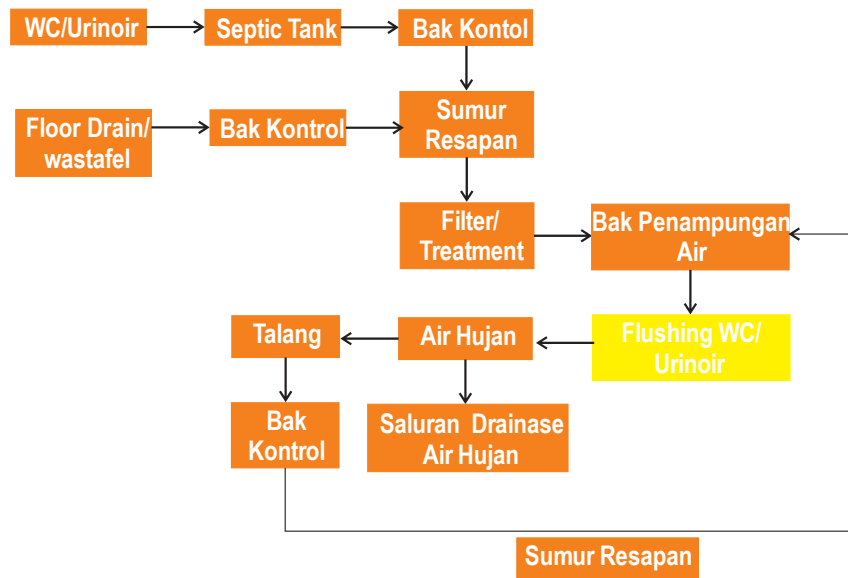 WC/Urinoir
Septic Tank
Bak Kontol
Floor Drain/
wastafel
Bak Kontrol
Sumur
Resapan
Filter/
Treatment
Bak Penampungan
Air
Talang
Air Hujan
Flushing WC/
Urinoir
Bak
Kontrol
Saluran Drainase
Air Hujan
Sumur Resapan